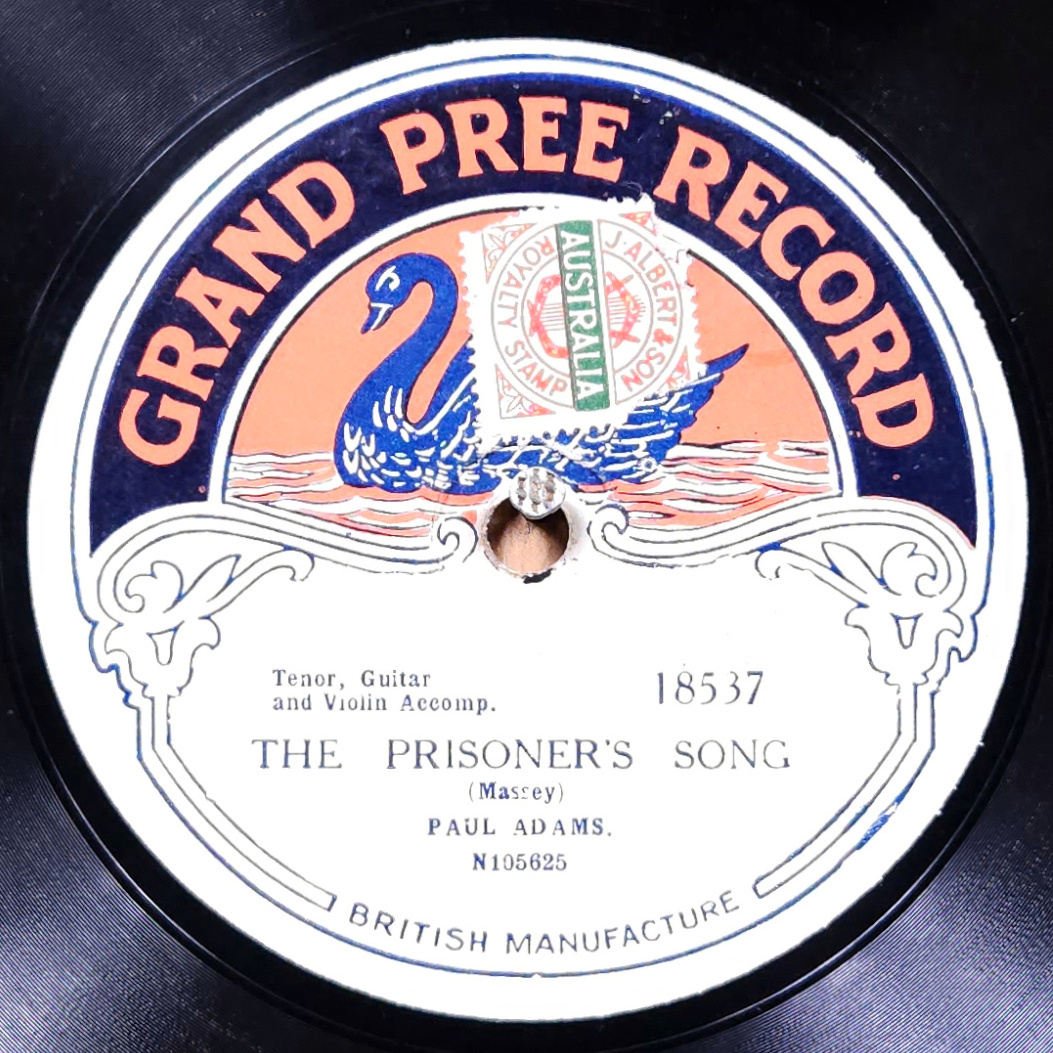 GRAND PREE RECORD
J. ALBERT & SON
AUSTRALIA
ROYALTY STAMP
Tenor, Guitar
and Violin Accomp.
18537
THE PRISONER'S SONG
(Massey)
PAUL ADAMS.
N105625
BRITISH MANUFACTURE